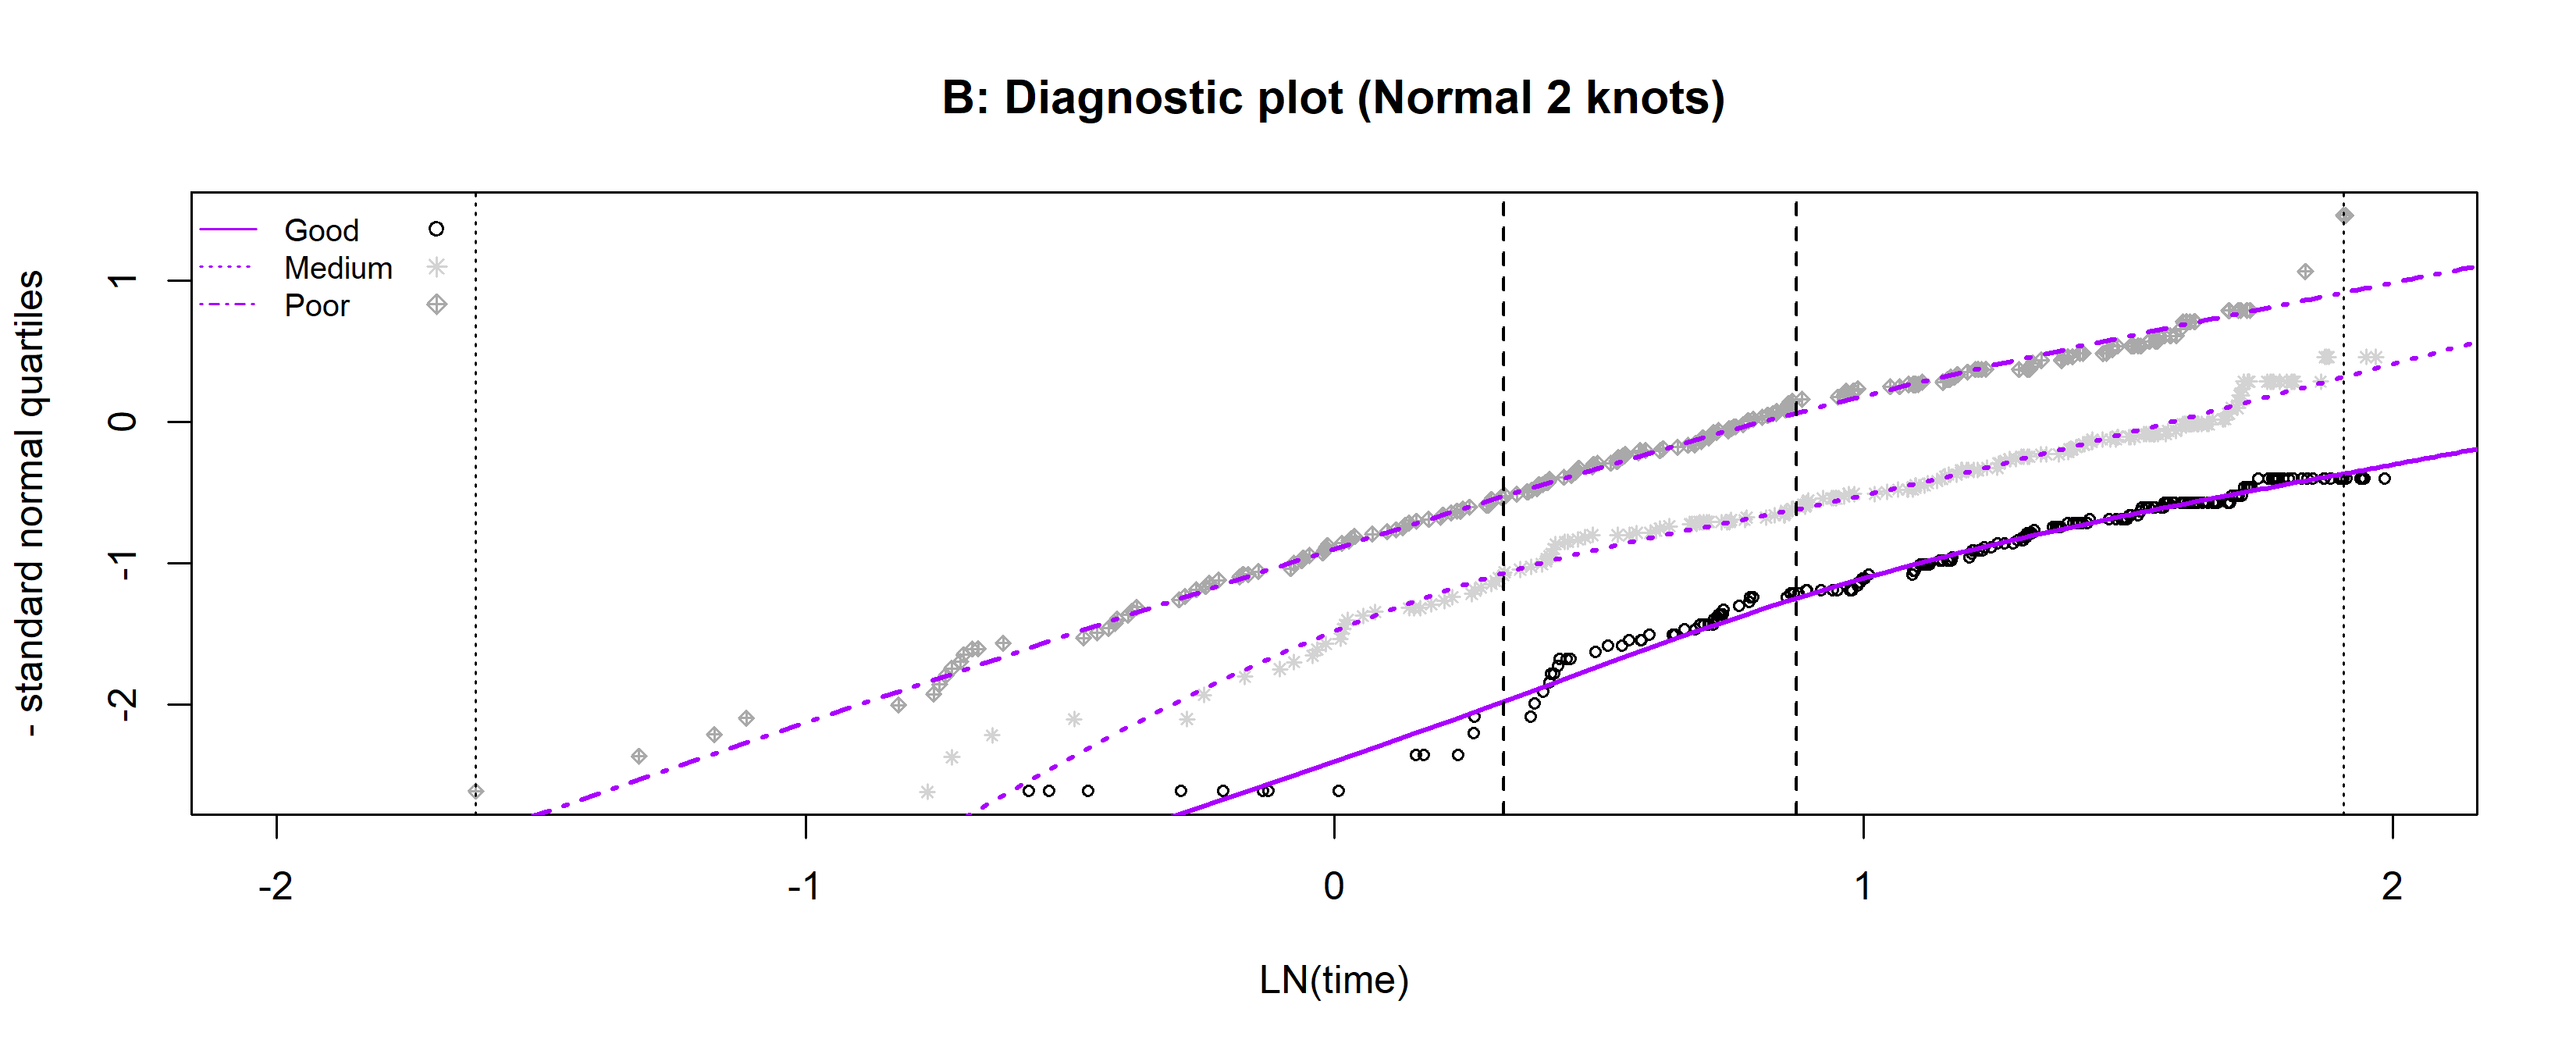 B: Diagnostic plot (Normal 2 knots)
Good
Medium
Poor
- standard normal quartiles
1
0
-1
-2
-2
-1
0
1
2
LN(time)